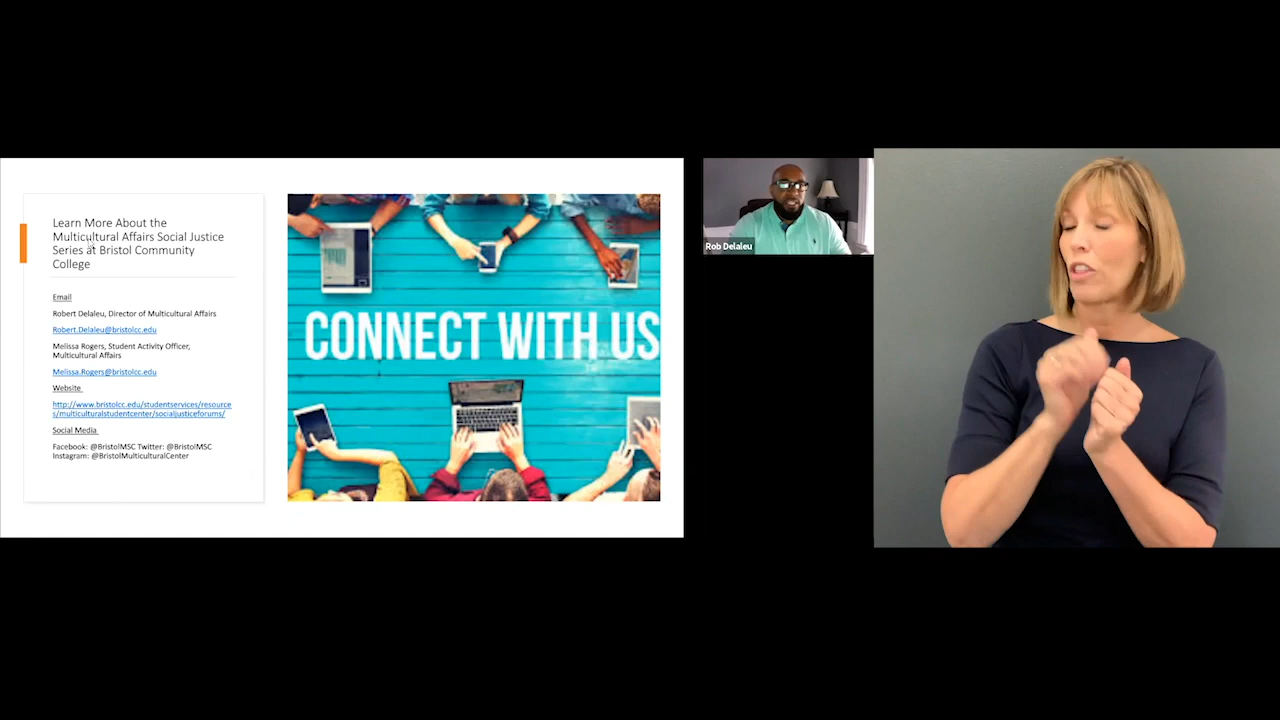 Learn More About the
Multicultural Affairs Social Justice
Series at Bristol Community
College
Email
Robert Delaleu, Director of Multicultural Affairs
Robert.Delaleu@bristolcc.edu
Melissa Rogers, Student Activity Officer,
Multicultural Affairs
Melissa.Rogers@bristolcc.edu
Website
http://www.bristolcc.edu/studentservices/resource
s/multiculturalstudentcenter/socialjusticeforums/
Social Media
Facebook: @BristolMSC Twitter: @BristolMSC
Instagram: @BristolMulticulturalCenter
CONNECT WITH US
Rob Delaleu